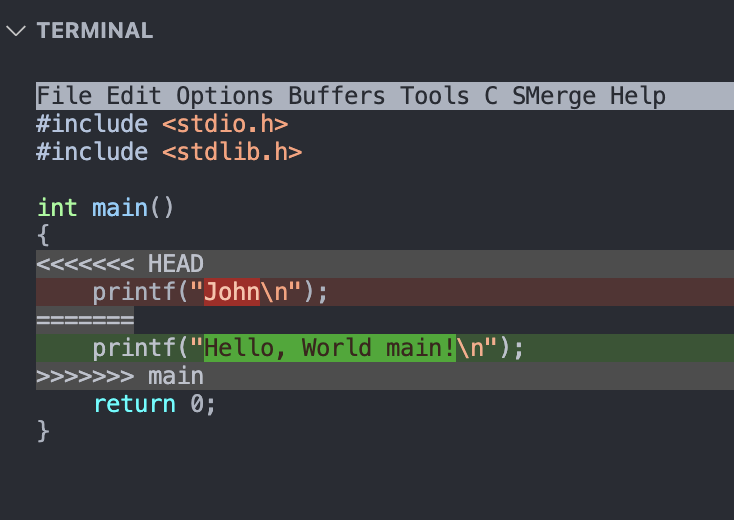 TERMINAL
File Edit Options Buffers Tools C SMerge Help
#include <stdio.h>
#include <stdlib.h>
int main()
{
<<<<<<< HEAD
    printf("John\n");
=======
    printf("Hello, World main!\n");
>>>>>>> main
    return 0;
}